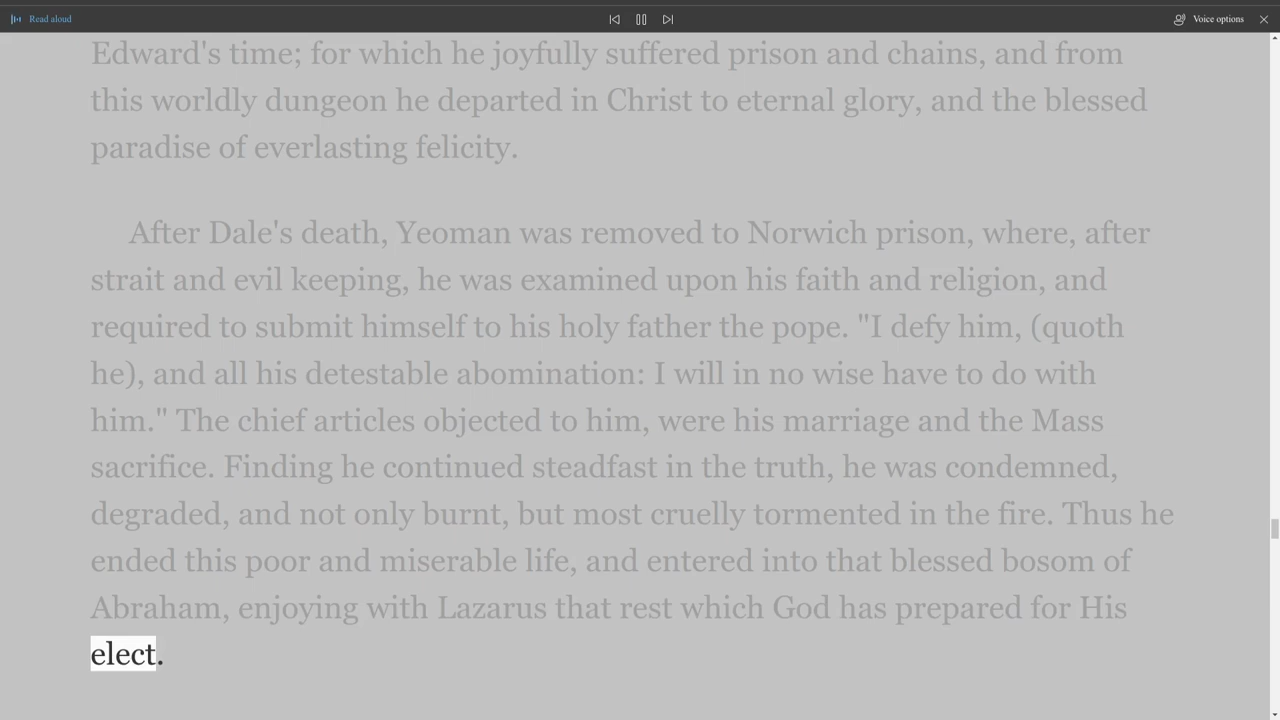 Read aloud
Voice options
Edward's time; for which he joyfully suffered prison and chains, and from
this worldly dungeon he departed in Christ to eternal glory, and the blessed
paradise of everlasting felicity.
After Dale's death, Yeoman was removed to Norwich prison, where, after
strait and evil keeping, he was examined upon his faith and religion, and
required to submit himself to his holy father the pope. "I defy him, (quoth
he), and all his detestable abomination: I will in no wise have to do with
him." The chief articles objected to him, were his marriage and the Mass
sacrifice. Finding he continued steadfast in the truth, he was condemned,
degraded, and not only burnt, but most cruelly tormented in the fire. Thus he
ended this poor and miserable life, and entered into that blessed bosom of
Abraham, enjoying with Lazarus that rest which God has prepared for His
elect.